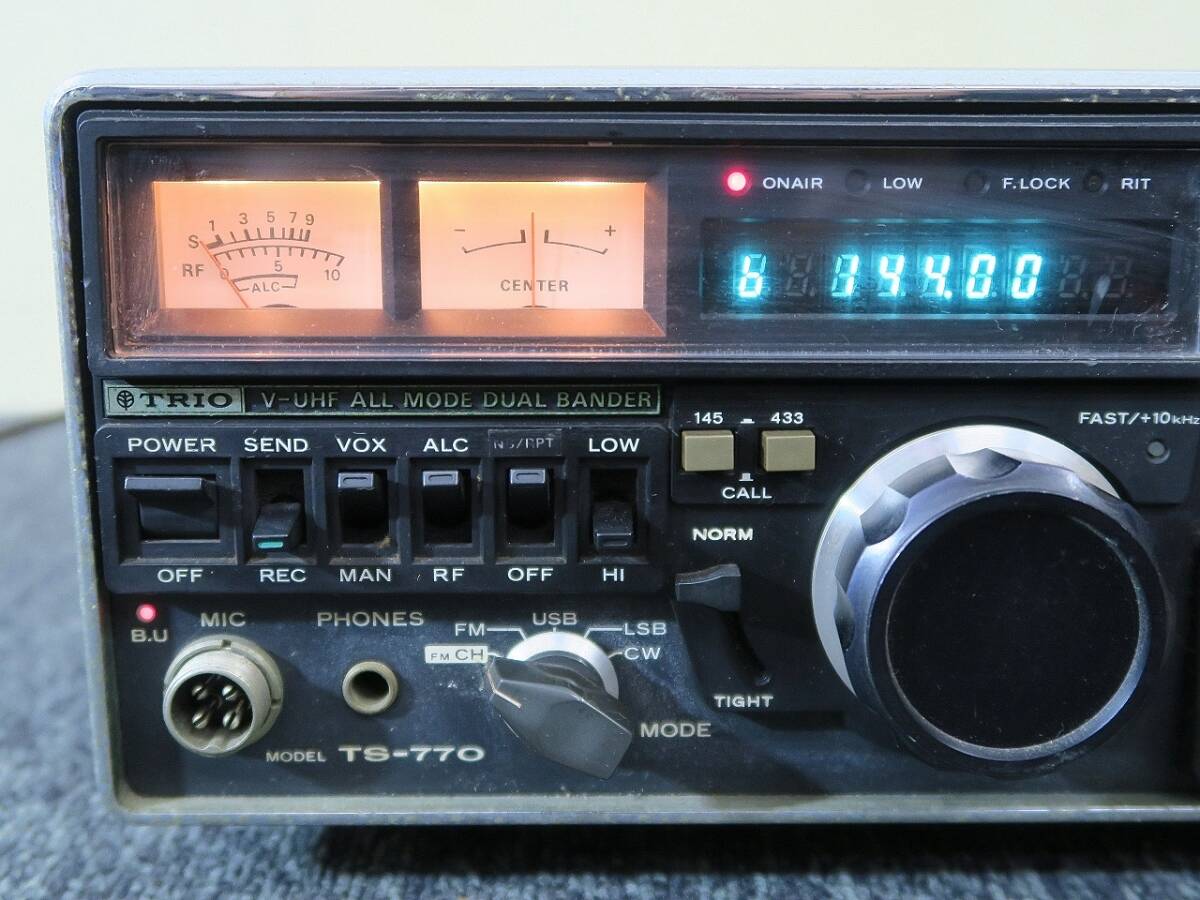 ONAIR LOW F.LOCK RIT
S 1 3 5 7 9
RF 0 5 10
ALC
- +
CENTER
b 144.00
TRIO V-UHF ALL MODE DUAL BANDER
145 433
CALL
FAST/+10kHz
POWER SEND VOX ALC NB/RPT LOW
OFF REC MAN RF OFF HI
NORM
TIGHT
B.U
MIC
PHONES
FM USB LSB
FM CH CW
MODE
MODEL TS-770